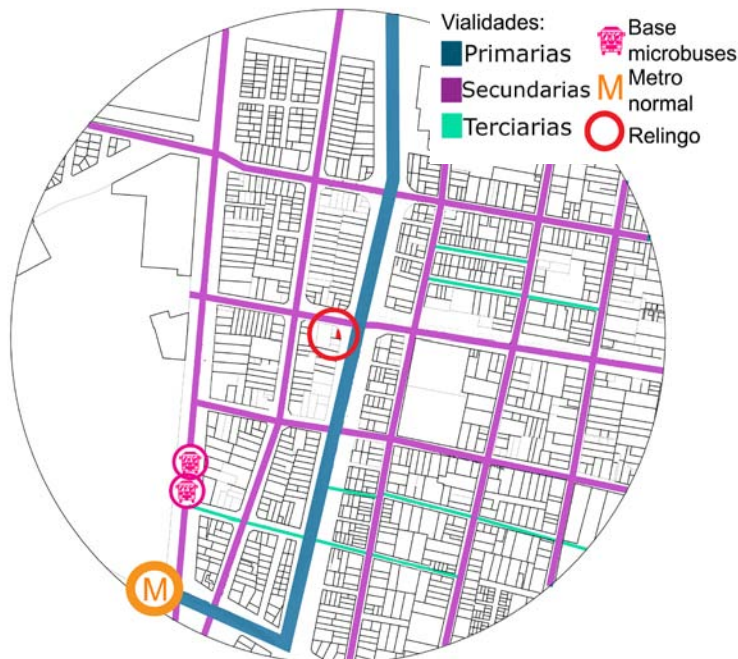 Vialidades:
Primarias
Secundarias
Terciarias
Base
microbuses
M Metro
normal
Relingo
M